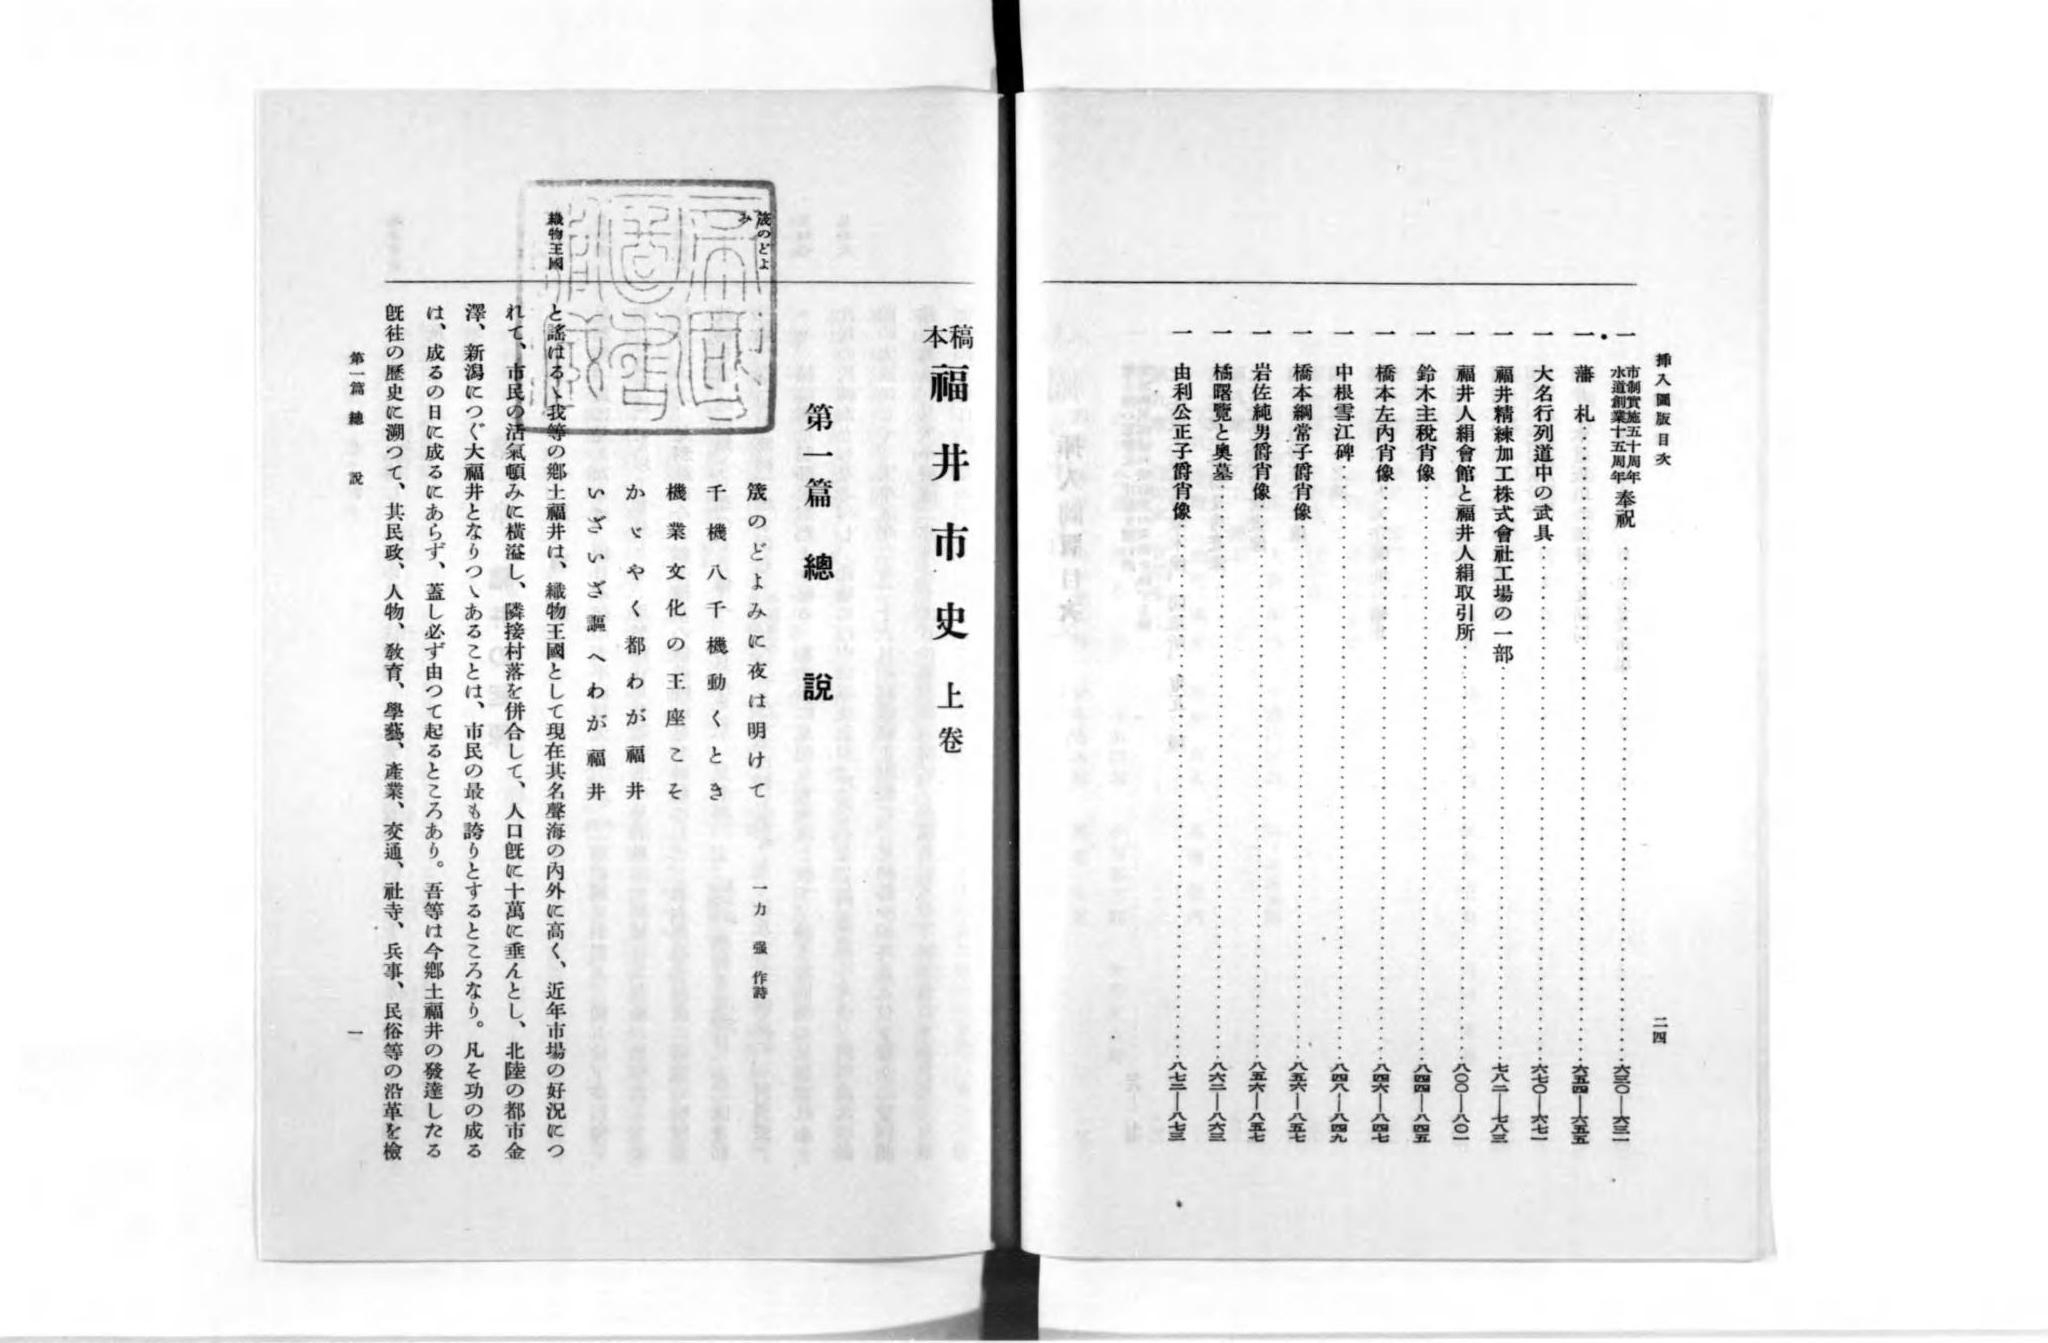 挿入圖版目次
二四
一 市制實施五十周年水道創業十五周年奉祝……六三〇―六三一
一 藩札……六五四―六五五
一 大名行列道中の武具……六七〇―六七一
一 福井精練加工株式會社工場の一部……七八二―七八三
一 福井人絹會館と福井人絹取引所……八〇〇―八〇一
一 鈴木主税肖像……八四四―八四五
一 橋本左内肖像……八四六―八四七
一 中根雪江碑……八四八―八四九
一 橋本綱常子爵肖像……八五六―八五七
一 岩佐純男爵肖像……八五六―八五七
一 橘曙覽と奥墓……八六二―八六三
一 由利公正子爵肖像……八七二―八七三
稿本 福井市史 上卷
第一篇 總說
筬のどよみ
筬のどよみに夜は明けて 一力 强 作詩
千機八千機動くとき
機業文化の王座こそ
かゞやく都わが福井
いざいざ謳へわが福井
織物王國
と謠はるゝ我等の鄕土福井は、織物王國として現在其名聲海の內外に高く、近年市場の好況につ
れて、市民の活氣頓みに橫溢し、隣接村落を併合して、人口旣に十萬に垂んとし、北陸の都市金
澤、新潟につぐ大福井となりつゝあることは、市民の最も誇りとするところなり。凡そ功の成る
は、成るの日に成るにあらず、蓋し必ず由つて起るところあり。吾等は今鄕土福井の發達したる
旣往の歷史に溯つて、其民政、人物、敎育、學藝、產業、交通、社寺、兵事、民俗等の沿革を檢
第一篇 總說
一